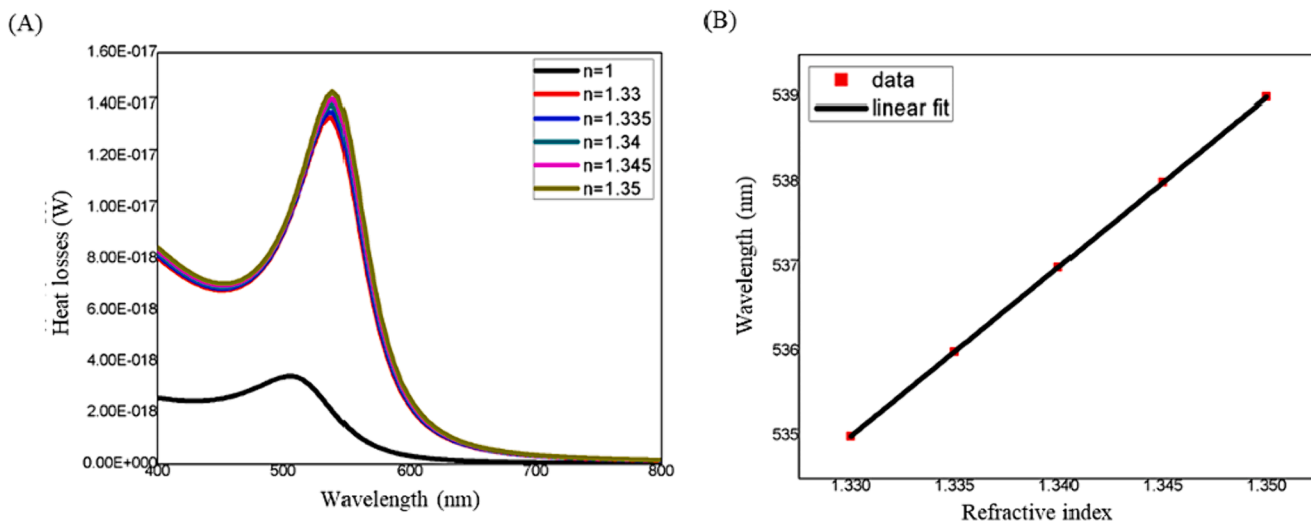 (A)
(B)
1.60E-017
1.40E-017
1.20E-017
1.00E-017
8.00E-018
6.00E-018
4.00E-018
2.00E-018
0.00E+000
Heat losses (W)
n=1
n=1.33
n=1.335
n=1.34
n=1.345
n=1.35
400
500
600
700
800
Wavelength (nm)
data
linear fit
539
538
537
536
535
Wavelength (nm)
1.330
1.335
1.340
1.345
1.350
Refractive index